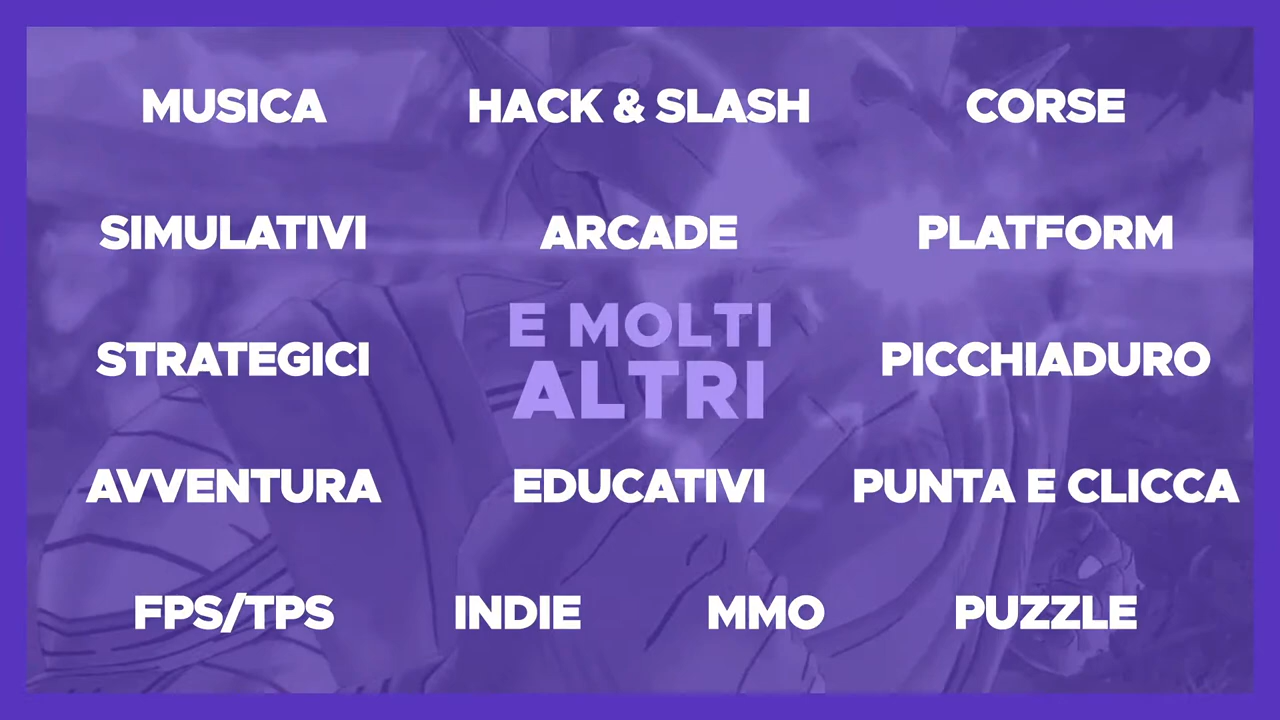 MUSICA
HACK & SLASH
CORSE
SIMULATIVI
ARCADE
PLATFORM
STRATEGICI
E MOLTI
ALTRI
PICCHIADURO
AVVENTURA
EDUCATIVI
PUNTA E CLICCA
FPS/TPS
INDIE
MMO
PUZZLE